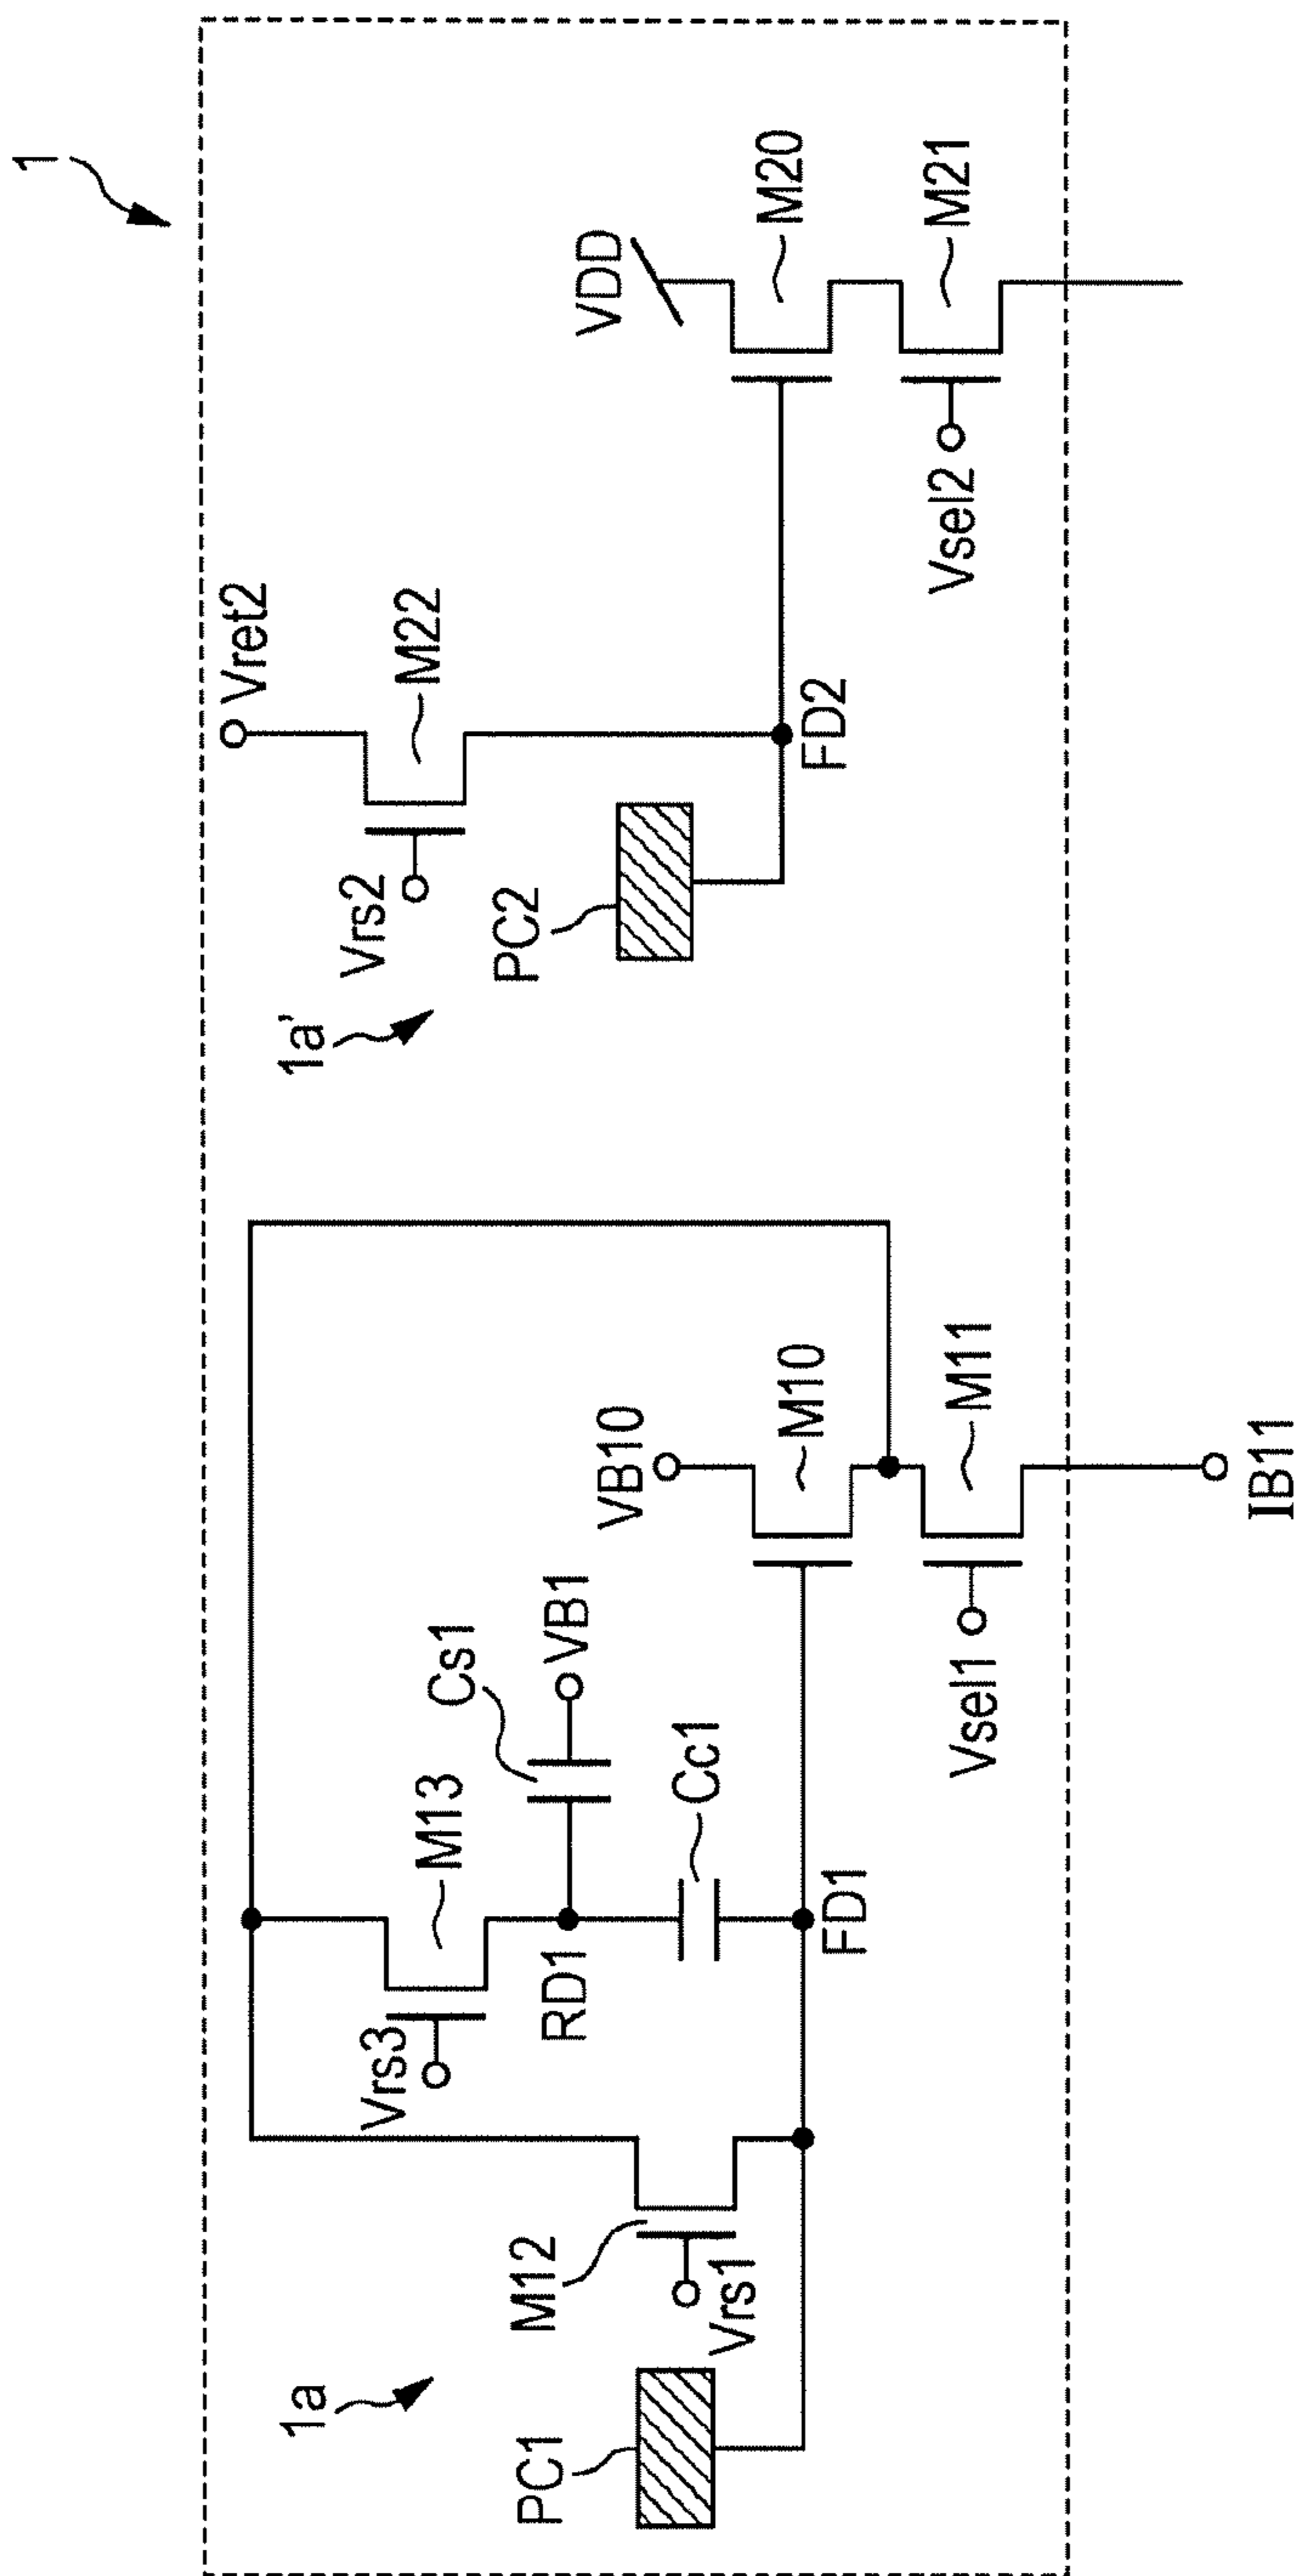 1
1a
PC1
M12
Vrs1
Vrs3
M13
RD1
Cs1
VB1
Cc1
FD1
VB10
M10
M11
Vsel1
IB11
1a'
Vrs2
Vret2
M22
PC2
FD2
VDD
M20
M21
Vsel2